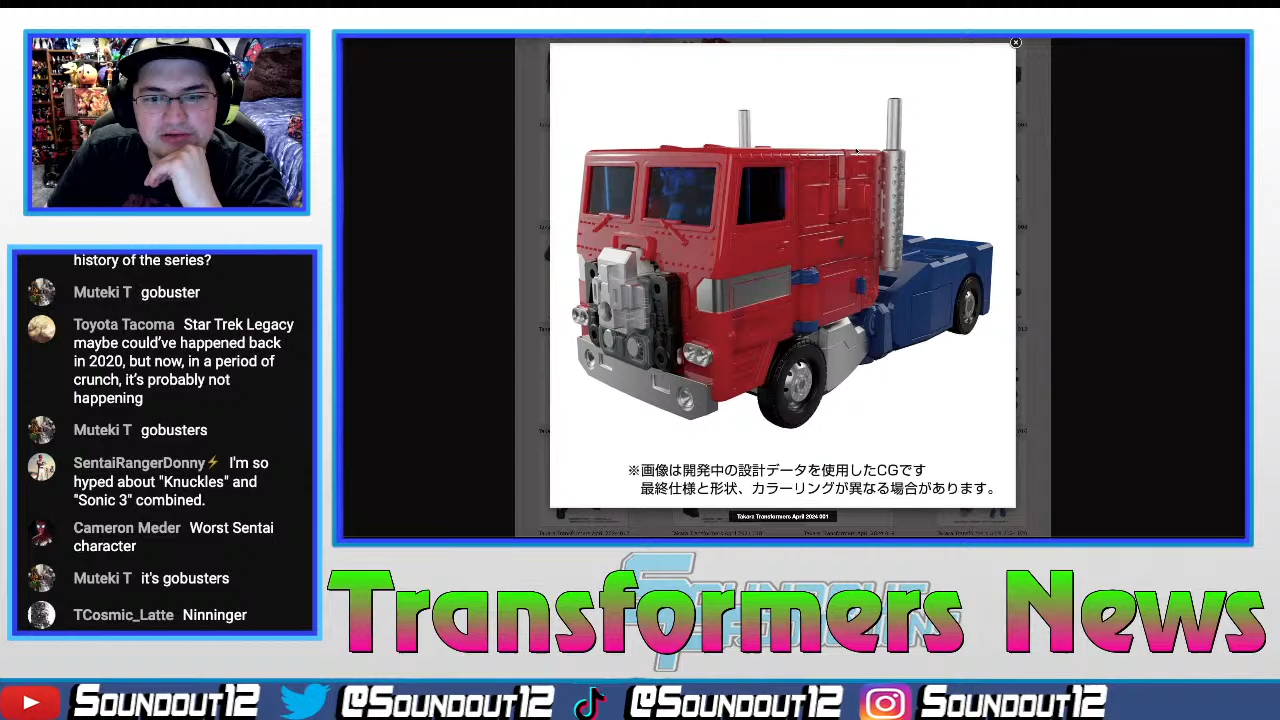 history of the series?
Muteki T gobuster
Toyota Tacoma Star Trek Legacy
maybe could've happened back
in 2020, but now, in a period of
crunch, it's probably not
happening
Muteki T gobusters
SentaiRangerDonny⚡ I'm so
hyped about "Knuckles" and
"Sonic 3" combined.
Cameron Meder Worst Sentai
character
Muteki T it's gobusters
TCosmic_Latte Ninninger
※画像は開発中の設計データを使用したCGです
最終仕様と形状、カラーリングが異なる場合があります。
Takara Transformers April 2024 001
Transformers News
Soundout12
@Soundout12
@Soundout12
Soundout12